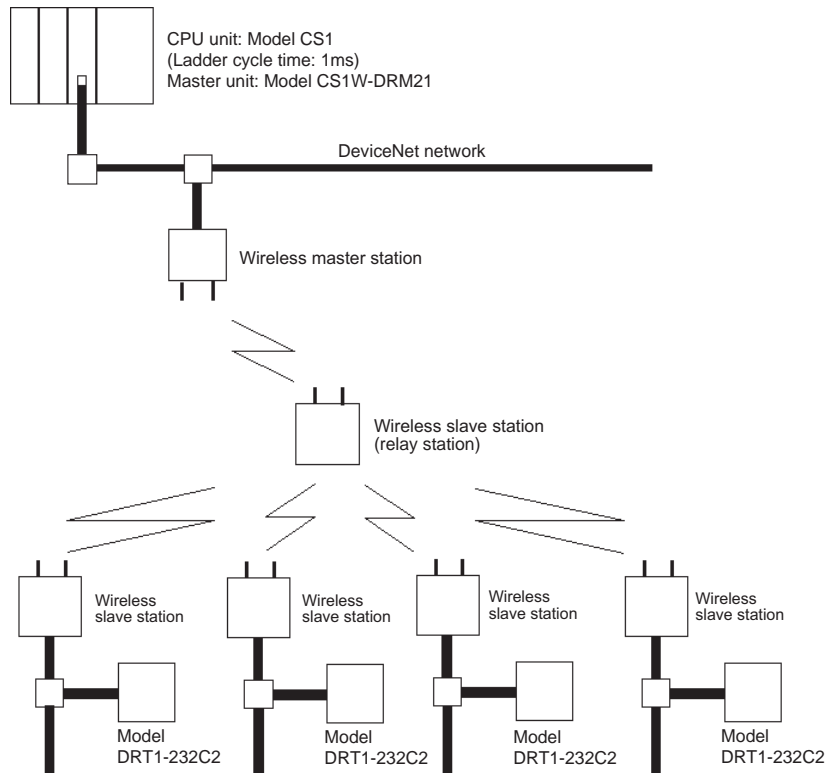 CPU unit: Model CS1
(Ladder cycle time: 1ms)
Master unit: Model CS1W-DRM21
DeviceNet network
Wireless master station
Wireless slave station
(relay station)
Wireless
slave station
Wireless
slave station
Wireless
slave station
Wireless
slave station
Model
DRT1-232C2
Model
DRT1-232C2
Model
DRT1-232C2
Model
DRT1-232C2